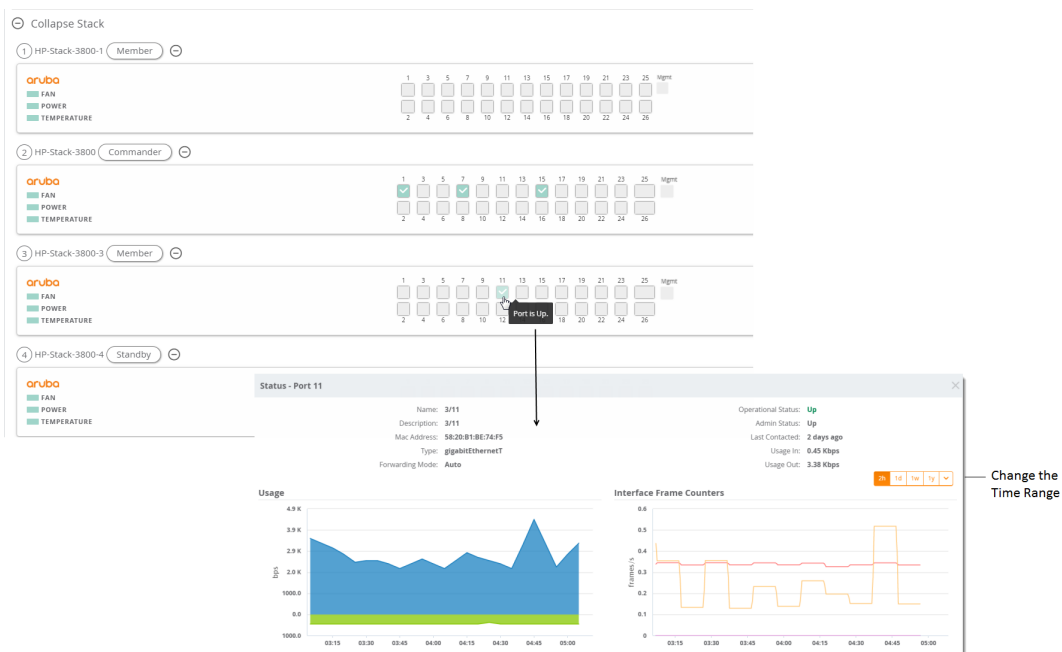 Collapse Stack
1 HP-Stack-3800-1 Member
aruba
FAN
POWER
TEMPERATURE
1 3 5 7 9 11 13 15 17 19 21 23 25 Mgmt
2 4 6 8 10 12 14 16 18 20 22 24 26
2 HP-Stack-3800 Commander
aruba
FAN
POWER
TEMPERATURE
1 3 5 7 9 11 13 15 17 19 21 23 25 Mgmt
2 4 6 8 10 12 14 16 18 20 22 24 26
3 HP-Stack-3800-3 Member
aruba
FAN
POWER
TEMPERATURE
1 3 5 7 9 11 13 15 17 19 21 23 25 Mgmt
Port is Up.
2 4 6 8 10 12 18 20 22 24 26
4 HP-Stack-3800-4 Standby
aruba
FAN
POWER
TEMPERATURE
Status - Port 11
Name: 3/11
Description: 3/11
Mac Address: 58:20:B1:BE:74:F5
Type: gigabitEthernetT
Forwarding Mode: Auto
Operational Status: Up
Admin Status: Up
Last Contacted: 2 days ago
Usage In: 0.45 Kbps
Usage Out: 3.38 Kbps
2h 1d 1w 1y
Change the
Time Range
Usage
4.9 K
3.9 K
2.9 K
2.0 K
1000.0
0.0
1000.0
bps
03:15 03:30 03:45 04:00 04:15 04:30 04:45 05:00
Interface Frame Counters
0.6
0.5
0.4
0.3
0.2
0.1
0
frames/s
03:15 03:30 03:45 04:00 04:15 04:30 04:45 05:00